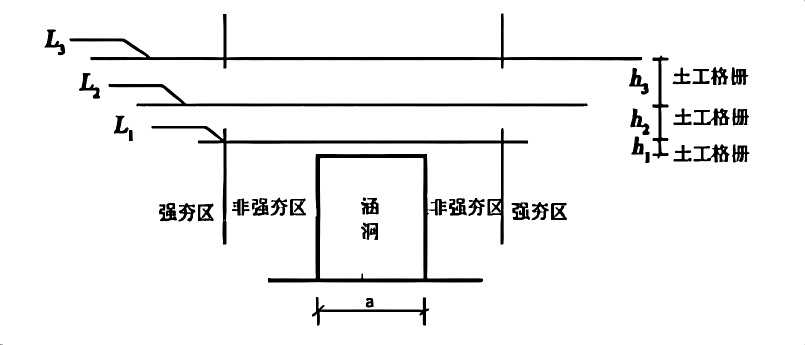 L3
L2
L1
h3 土工格栅
h2 土工格栅
h1 土工格栅
强夯区 非强夯区 涵洞 非强夯区 强夯区
a